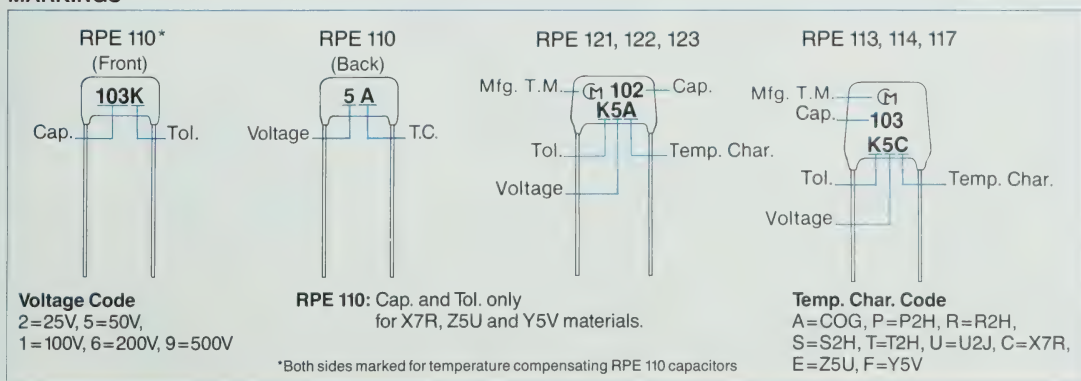 RPE 110*
(Front)
103K
Cap.
Tol.
RPE 110
(Back)
5 A
Voltage
T.C.
RPE 121, 122, 123
Mfg. T.M.
102
Cap.
K5A
Tol.
Temp. Char.
Voltage
RPE 113, 114, 117
Mfg. T.M.
Cap.
103
K5C
Tol.
Temp. Char.
Voltage
Voltage Code
2=25V, 5=50V,
1=100V, 6=200V, 9=500V
RPE 110: Cap. and Tol. only
for X7R, Z5U and Y5V materials.
*Both sides marked for temperature compensating RPE 110 capacitors
Temp. Char. Code
A=COG, P=P2H, R=R2H,
S=S2H, T=T2H, U=U2J, C=X7R,
E=Z5U, F=Y5V